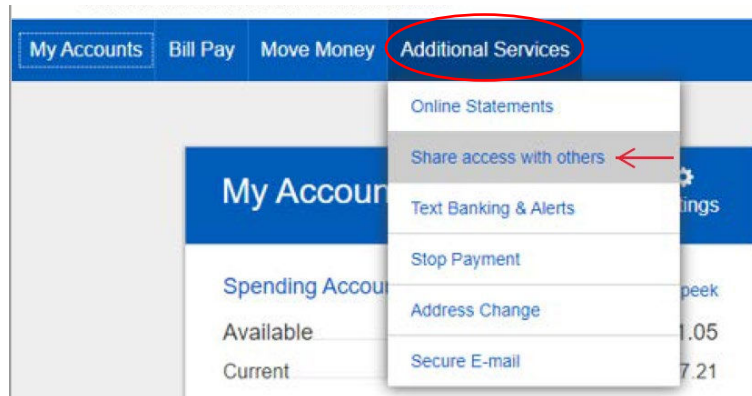 My Accounts Bill Pay Move Money Additional Services
Online Statements
Share access with others
My Accoun
ings
Text Banking & Alerts
Stop Payment
Spending Accou
peek
Address Change
Available
1.05
Secure E-mail
Current
7.21